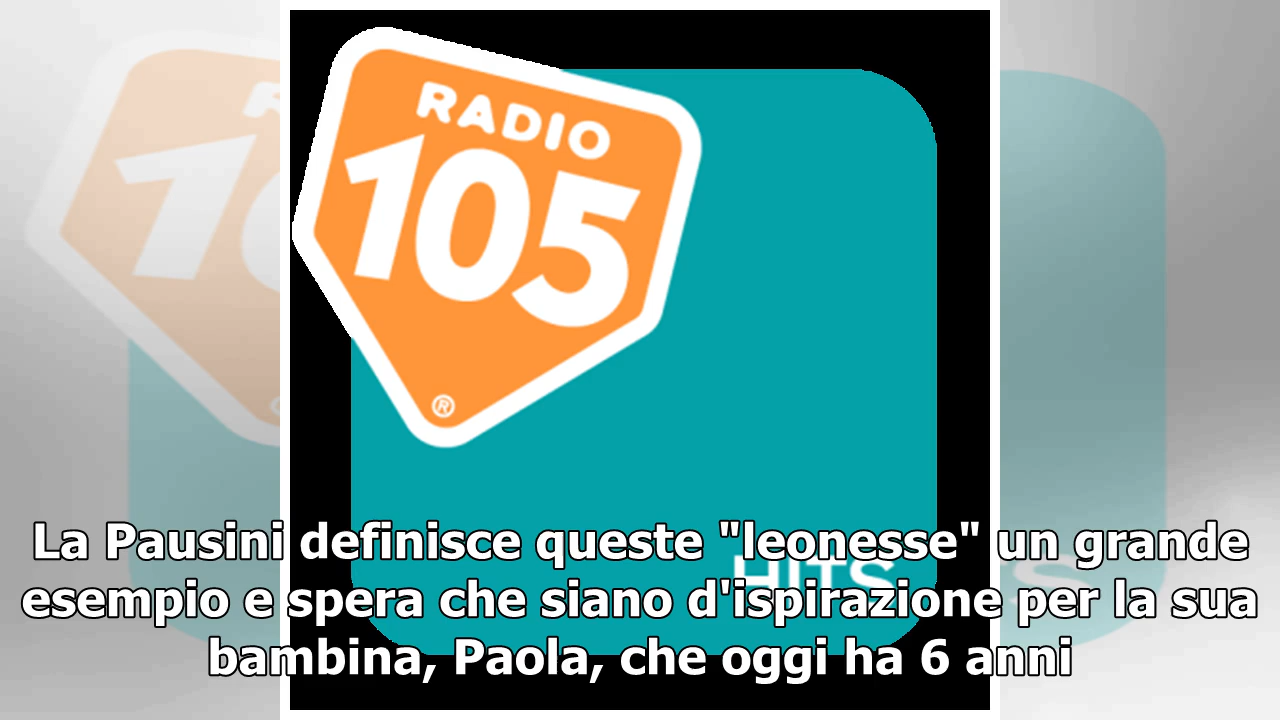 RADIO
105
®
HITS
La Pausini definisce queste "leonesse" un grande
esempio e spera che siano d'ispirazione per la sua
bambina, Paola, che oggi ha 6 anni